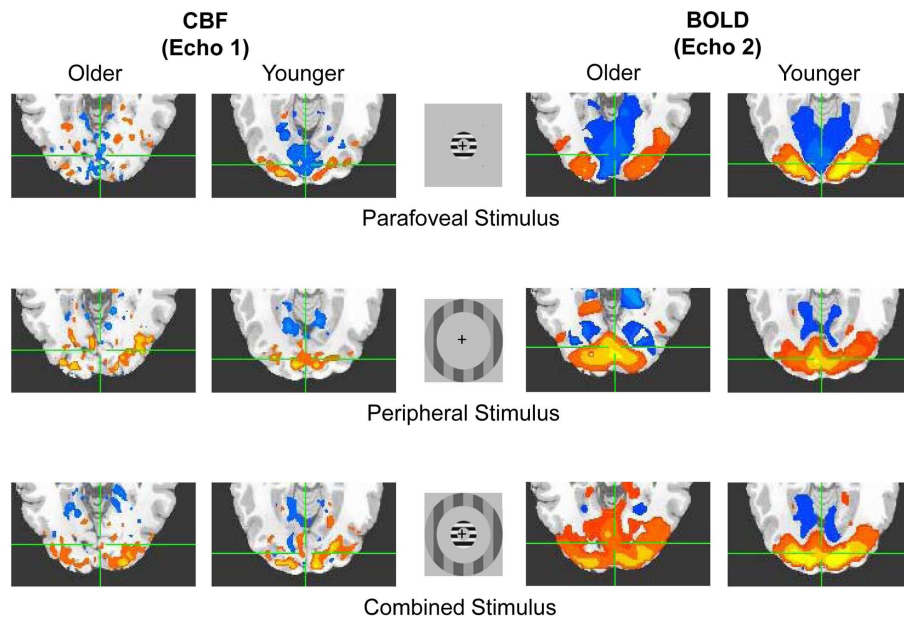 CBF
(Echo 1)
BOLD
(Echo 2)
Older
Younger
Older
Younger
Parafoveal Stimulus
Peripheral Stimulus
Combined Stimulus